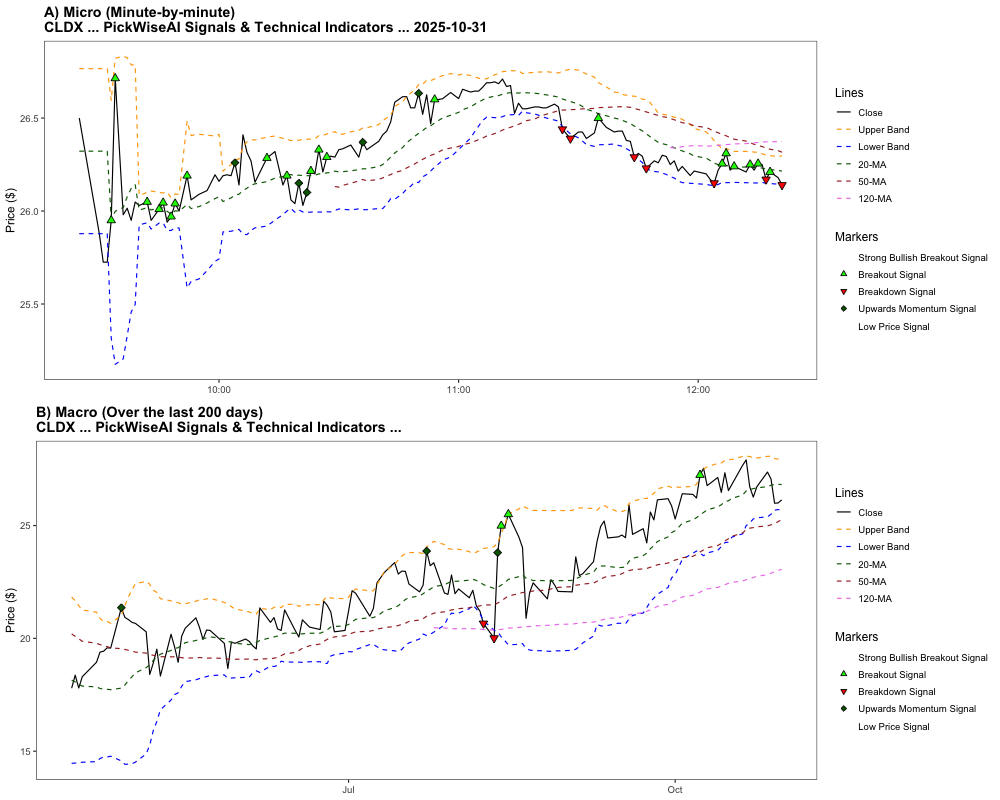 A) Micro (Minute-by-minute)
CLDX ... PickWiseAI Signals & Technical Indicators ... 2025-10-31
Price ($)
26.5
26.0
25.5
10:00
11:00
12:00
Lines
Close
Upper Band
Lower Band
20-MA
50-MA
120-MA
Markers
Strong Bullish Breakout Signal
Breakout Signal
Breakdown Signal
Upwards Momentum Signal
Low Price Signal
B) Macro (Over the last 200 days)
CLDX ... PickWiseAI Signals & Technical Indicators ...
Price ($)
25
20
15
Jul
Oct
Lines
Close
Upper Band
Lower Band
20-MA
50-MA
120-MA
Markers
Strong Bullish Breakout Signal
Breakout Signal
Breakdown Signal
Upwards Momentum Signal
Low Price Signal